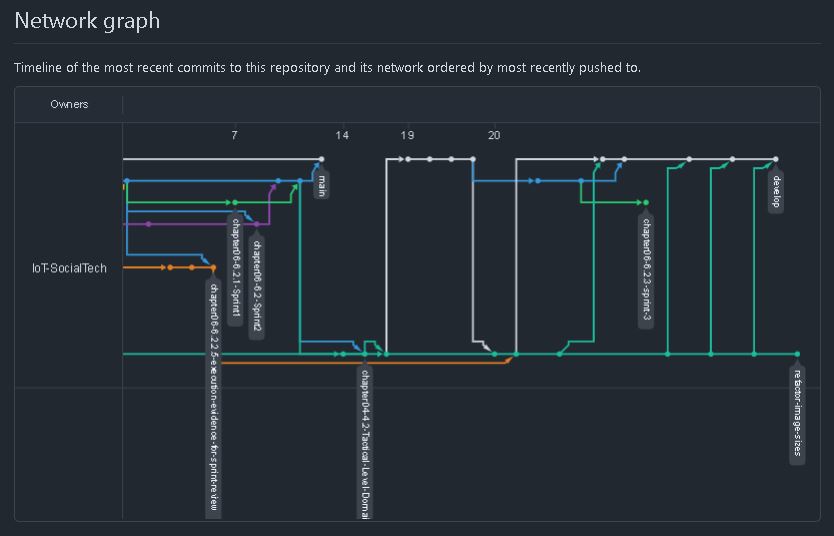 Network graph
Timeline of the most recent commits to this repository and its network ordered by most recently pushed to.
Owners
7 14 19 20
IoT-SocialTech
main
develop
chapter06-6.2.1-Sprint1
chapter06-6.2-Sprint2
chapter06-6.2.3-sprint-3
chapter06-6.2.2.5-execution-evidence-for-sprint-review
chapter04-4.2-Tactical-Level-Domai
refactor-image-sizes